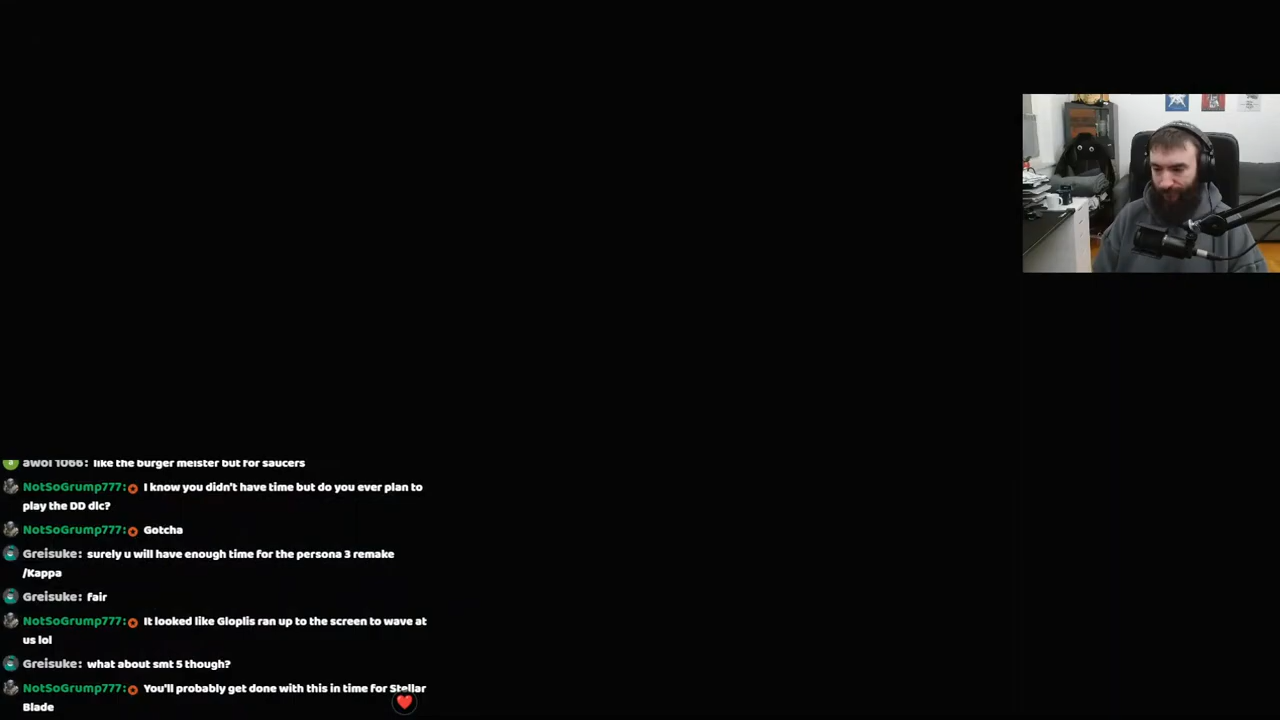 awol 1066: like the burger meister but for saucers
NotSoGrump777: I know you didn't have time but do you ever plan to
play the DD dlc?
NotSoGrump777: Gotcha
Greisuke: surely u will have enough time for the persona 3 remake
/Kappa
Greisuke: fair
NotSoGrump777: It looked like Gloplis ran up to the screen to wave at
us lol
Greisuke: what about smt 5 though?
NotSoGrump777: You'll probably get done with this in time for Stellar
Blade